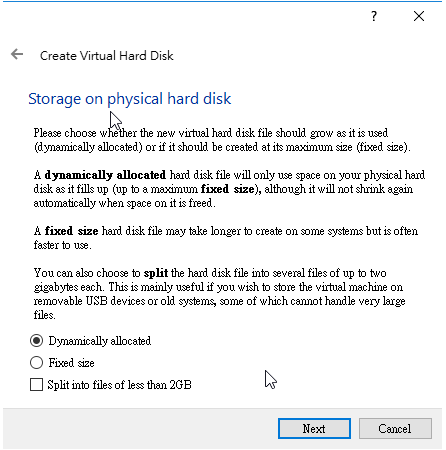 ?
Create Virtual Hard Disk
Storage on physical hard disk
Please choose whether the new virtual hard disk file should grow as it is used
(dynamically allocated) or if it should be created at its maximum size (fixed size).
A dynamically allocated hard disk file will only use space on your physical hard
disk as it fills up (up to a maximum fixed size), although it will not shrink again
automatically when space on it is freed.
A fixed size hard disk file may take longer to create on some systems but is often
faster to use.
You can also choose to split the hard disk file into several files of up to two
gigabytes each. This is mainly useful if you wish to store the virtual machine on
removable USB devices or old systems, some of which cannot handle very large
files.
Dynamically allocated
Fixed size
Split into files of less than 2GB
Next
Cancel